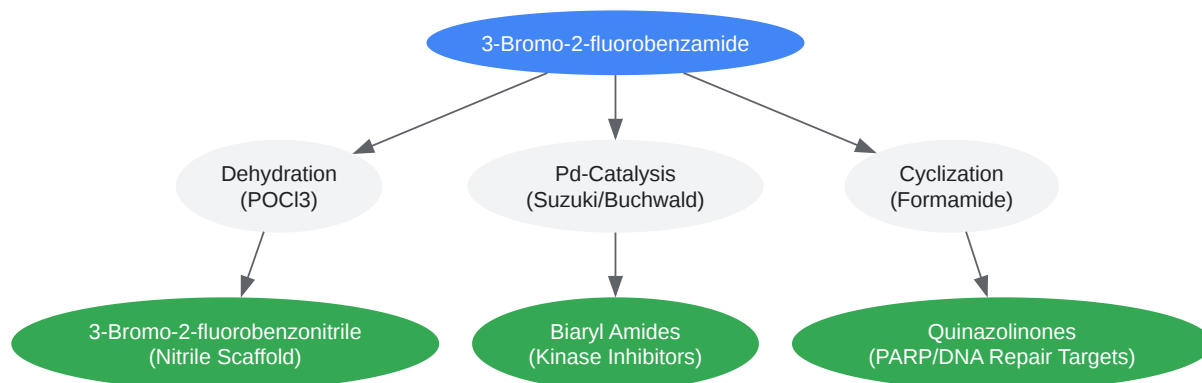 3-Bromo-2-fluorobenzamide
Dehydration
(POCl3)
Pd-Catalysis
(Suzuki/Buchwald)
Cyclization
(Formamide)
3-Bromo-2-fluorobenzonitrile
(Nitrile Scaffold)
Biaryl Amides
(Kinase Inhibitors)
Quinazolinones
(PARP/DNA Repair Targets)